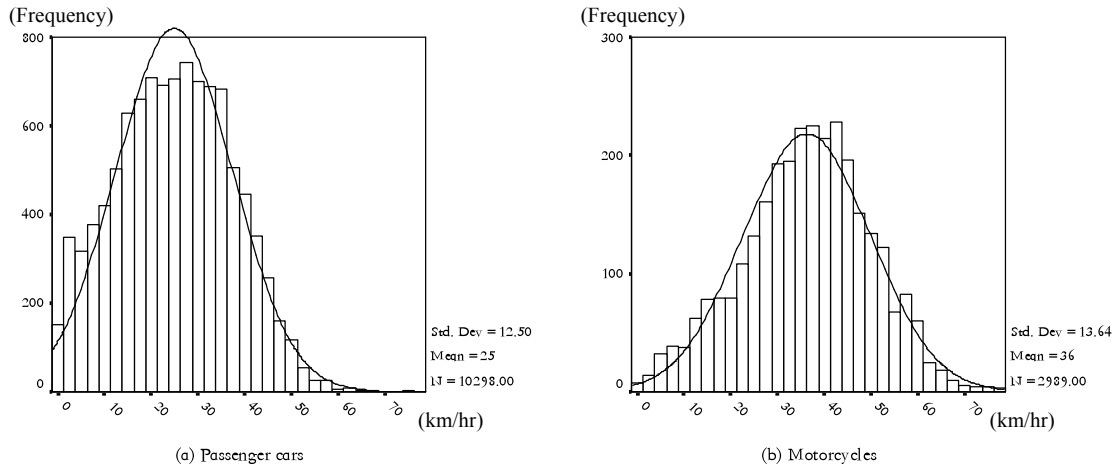 (Frequency)
800
600
400
200
0
0 10 20 30 40 50 60 70
(km/hr)
Std. Dev = 12.50
Mean = 25
N = 10298.00
(a) Passenger cars
(Frequency)
300
200
100
0
0 10 20 30 40 50 60 70
(km/hr)
Std. Dev = 13.64
Mean = 36
N = 2989.00
(b) Motorcycles